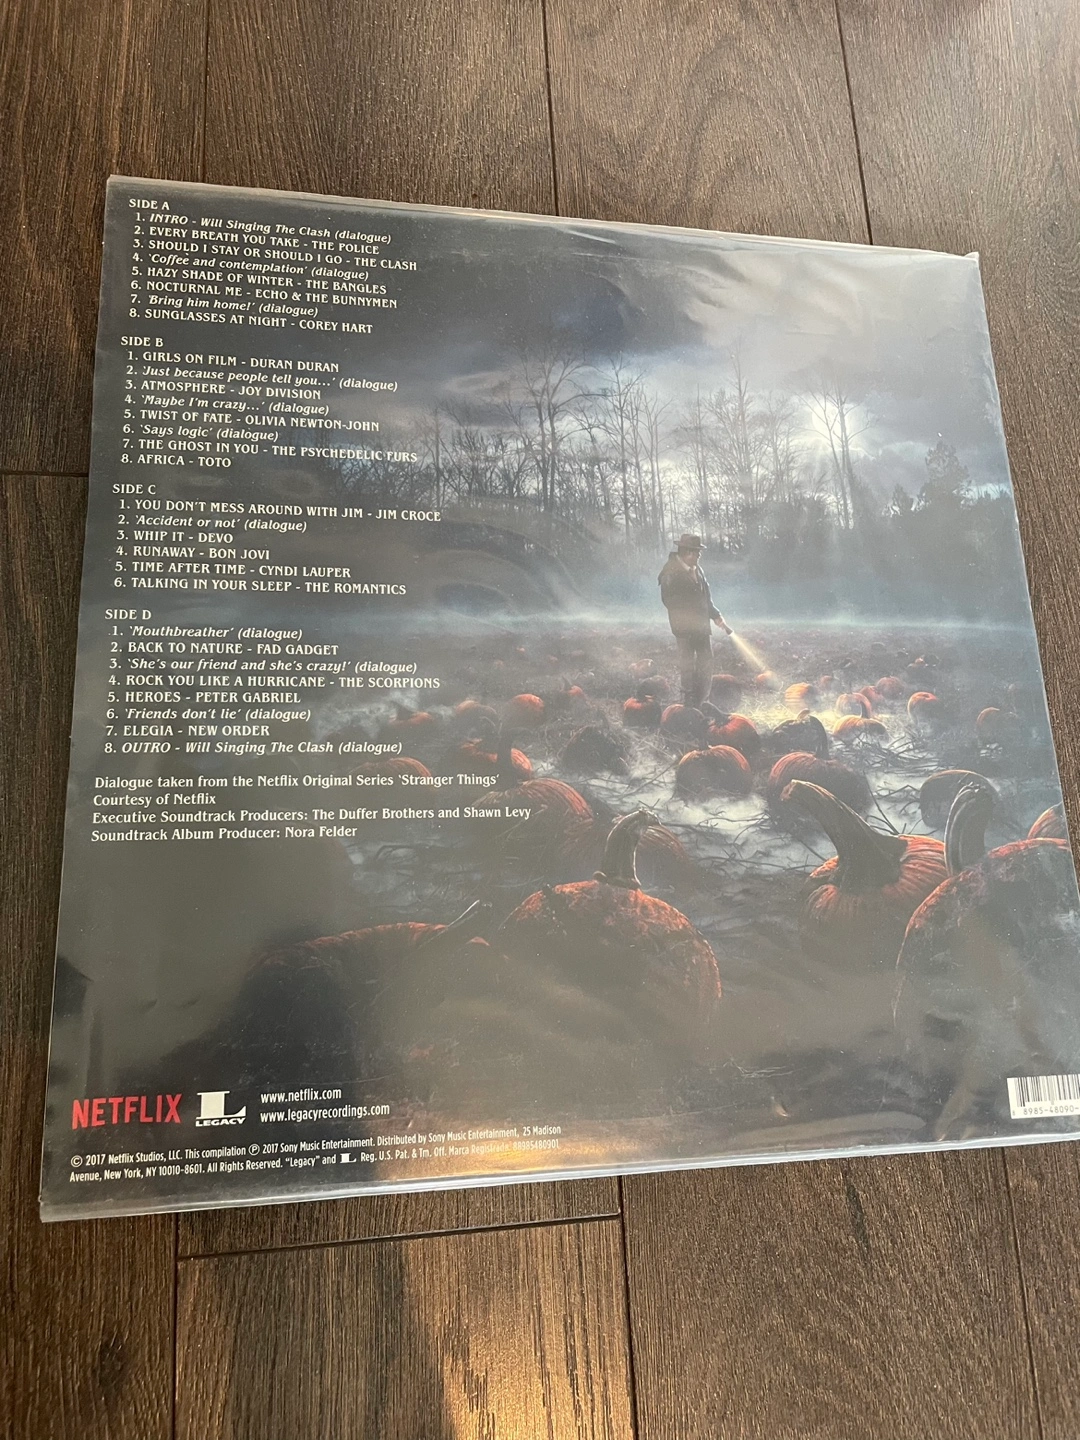 SIDE A
1. INTRO - Will Singing The Clash (dialogue)
2. EVERY BREATH YOU TAKE - THE POLICE
3. SHOULD I STAY OR SHOULD I GO - THE CLASH
4. 'Coffee and contemplation' (dialogue)
5. HAZY SHADE OF WINTER - THE BANGLES
6. NOCTURNAL ME - ECHO & THE BUNNYMEN
7. 'Bring him home!' (dialogue)
8. SUNGLASSES AT NIGHT - COREY HART
SIDE B
1. GIRLS ON FILM - DURAN DURAN
2. 'Just because people tell you...' (dialogue)
3. ATMOSPHERE - JOY DIVISION
4. 'Maybe I'm crazy...' (dialogue)
5. TWIST OF FATE - OLIVIA NEWTON-JOHN
6. 'Says logic' (dialogue)
7. THE GHOST IN YOU - THE PSYCHEDELIC FURS
8. AFRICA - TOTO
SIDE C
1. YOU DON'T MESS AROUND WITH JIM - JIM CROCE
2. 'Accident or not' (dialogue)
3. WHIP IT - DEVO
4. RUNAWAY - BON JOVI
5. TIME AFTER TIME - CYNDI LAUPER
6. TALKING IN YOUR SLEEP - THE ROMANTICS
SIDE D
1. 'Mouthbreather' (dialogue)
2. BACK TO NATURE - FAD GADGET
3. 'She's our friend and she's crazy!' (dialogue)
4. ROCK YOU LIKE A HURRICANE - THE SCORPIONS
5. HEROES - PETER GABRIEL
6. 'Friends don't lie' (dialogue)
7. ELEGIA - NEW ORDER
8. OUTRO - Will Singing The Clash (dialogue)
Dialogue taken from the Netflix Original Series 'Stranger Things'
Courtesy of Netflix
Executive Soundtrack Producers: The Duffer Brothers and Shawn Levy
Soundtrack Album Producer: Nora Felder
NETFLIX L LEGACY
www.netflix.com
www.legacyrecordings.com
© 2017 Netflix Studios, LLC. This compilation ℗ 2017 Sony Music Entertainment. Distributed by Sony Music Entertainment, 25 Madison
Avenue, New York, NY 10010-8601. All Rights Reserved. "Legacy" and L Reg. U.S. Pat. & Tm. Off. Marca Registrada. 88985480901
8985-48090-